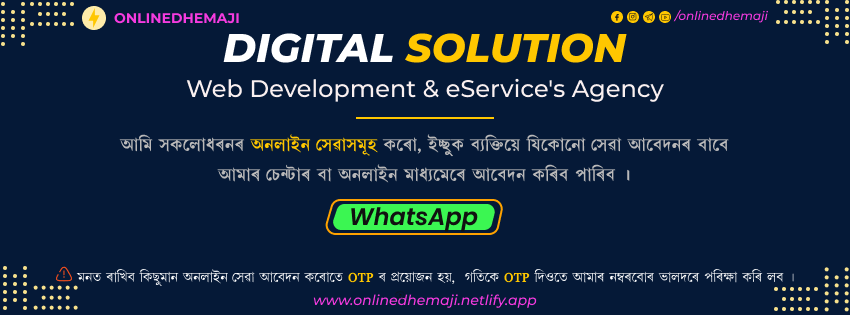 ONLINEDHEMAJI
/onlinedhemaji
DIGITAL SOLUTION
Web Development & eService's Agency
আমি সকলোধৰনৰ অনলাইন সেৱাসমূহ কৰো, ইচ্ছুক ব্যক্তিয়ে যিকোনো সেৱা আবেদনৰ বাবে
আমাৰ চেন্টাৰ বা অনলাইন মাধ্যমেৰে আবেদন কৰিব পাৰিব ।
WhatsApp
মনত ৰাখিব কিছুমান অনলাইন সেৱা আবেদন কৰোতে OTP ৰ প্ৰয়োজন হয়, গতিকে OTP দিওতে আমাৰ নম্বৰবোৰ ভালদৰে পৰিক্ষা কৰি লব ।
www.onlinedhemaji.netlify.app